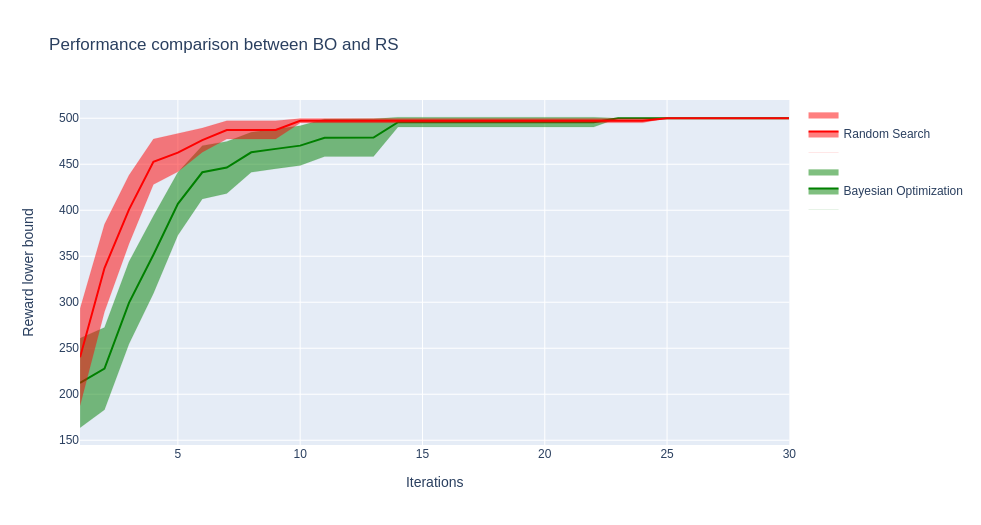 Performance comparison between BO and RS
500
450
400
350
300
250
200
150
Reward lower bound
5
10
15
20
25
30
Iterations
Random Search
Bayesian Optimization